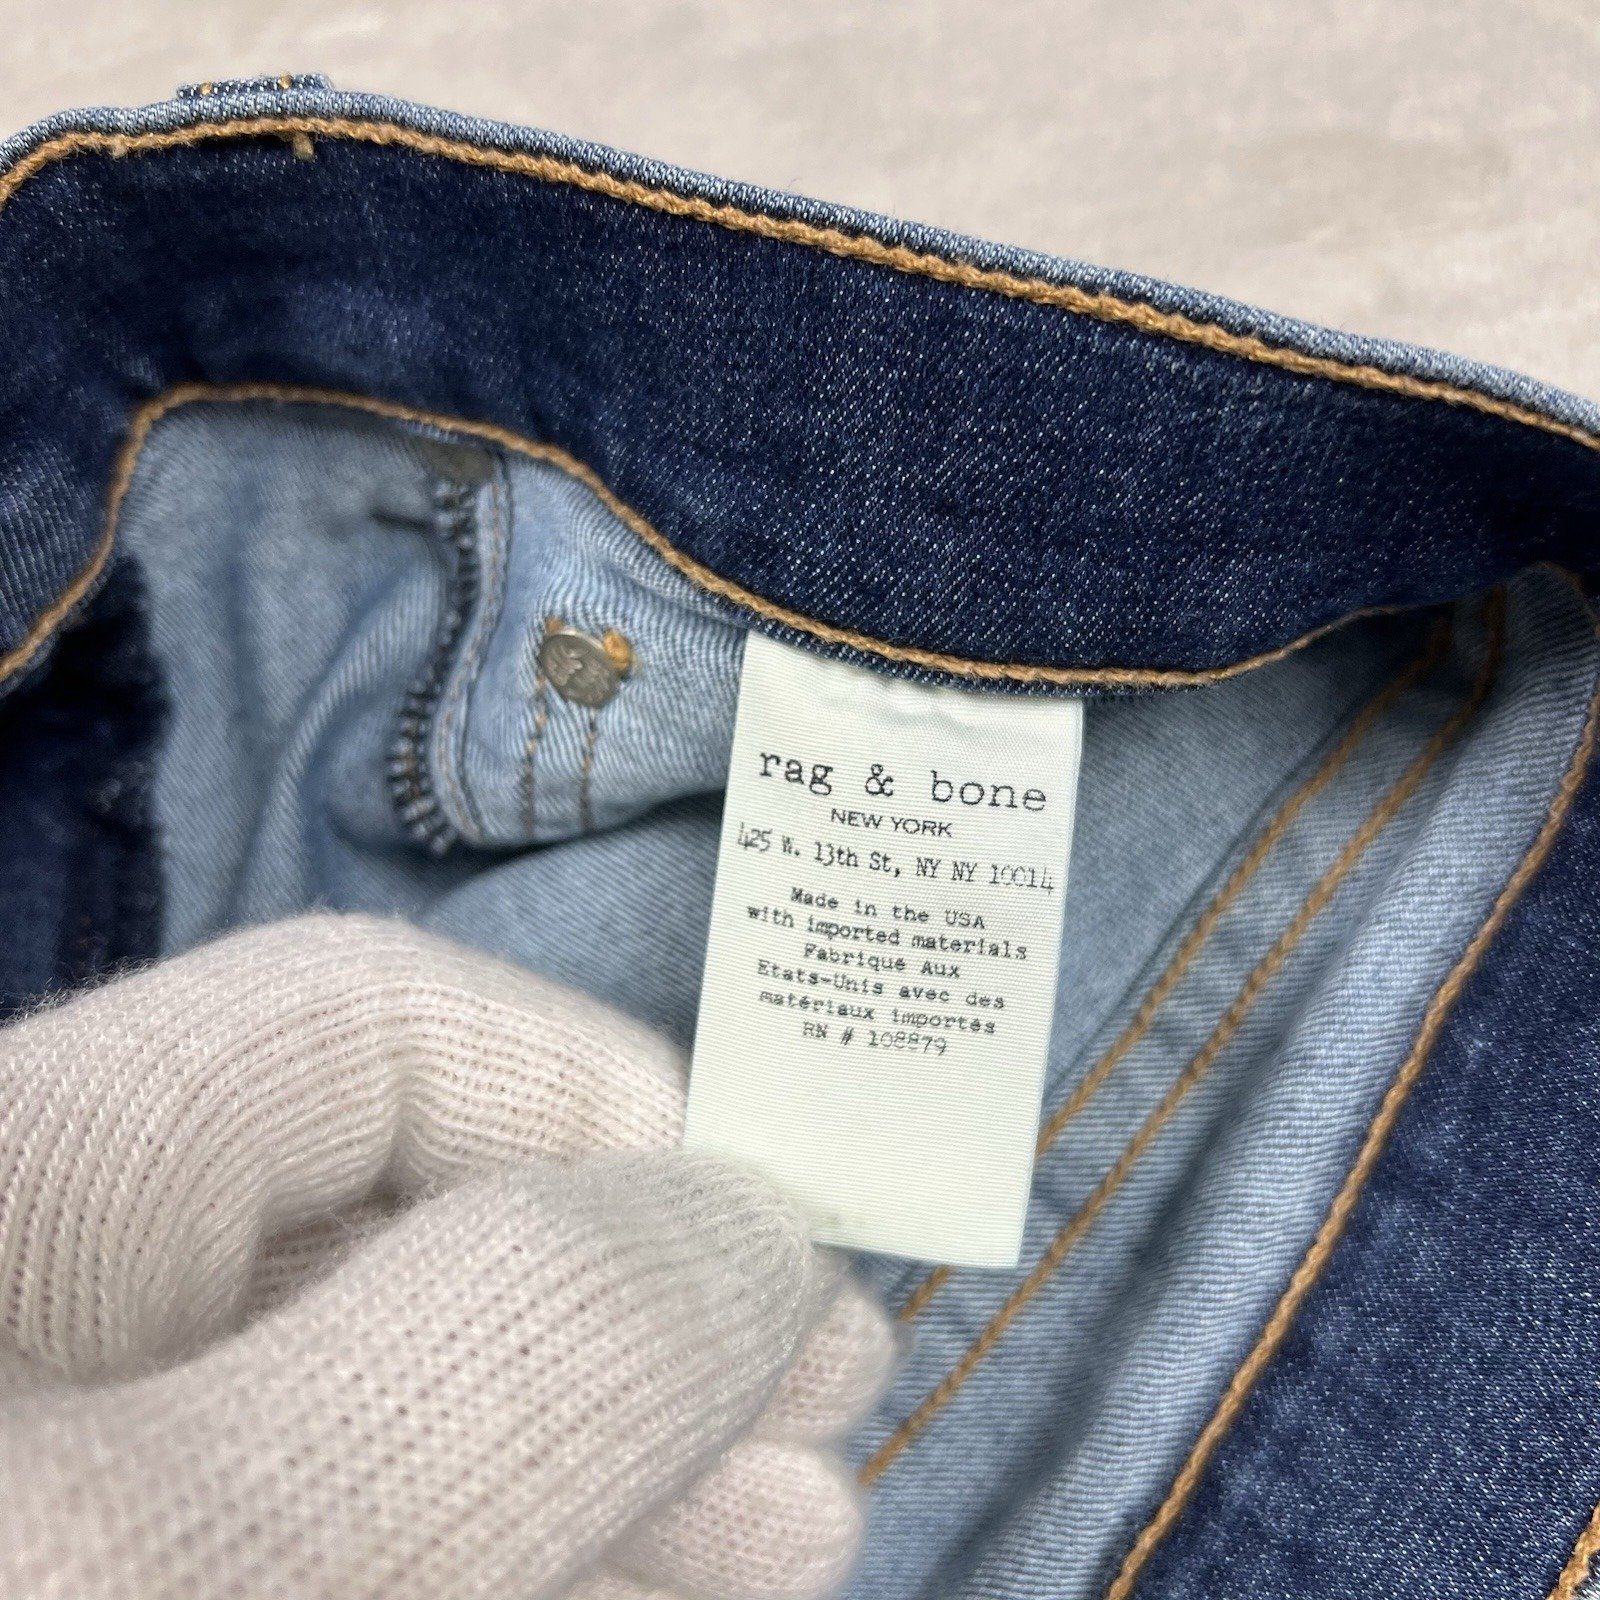 rag & bone
NEW YORK
425 W. 13th St, NY NY 10014
Made in the USA
with imported materials
Fabriqué Aux
Etats-Unis avec des
matériaux importés
RN # 108879